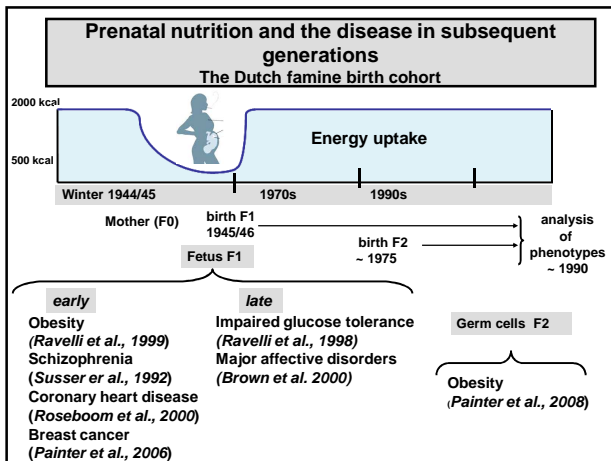 Prenatal nutrition and the disease in subsequent
generations
The Dutch famine birth cohort
2000 kcal
Energy uptake
500 kcal
Winter 1944/45 1970s 1990s
Mother (F0)
birth F1
1945/46
birth F2
~ 1975
analysis
of
phenotypes
~ 1990
Fetus F1
early
Obesity
(Ravelli et al., 1999)
Schizophrenia
(Susser er al., 1992)
Coronary heart disease
(Roseboom et al., 2000)
Breast cancer
(Painter et al., 2006)
late
Impaired glucose tolerance
(Ravelli et al., 1998)
Major affective disorders
(Brown et al. 2000)
Germ cells F2
Obesity
(Painter et al., 2008)